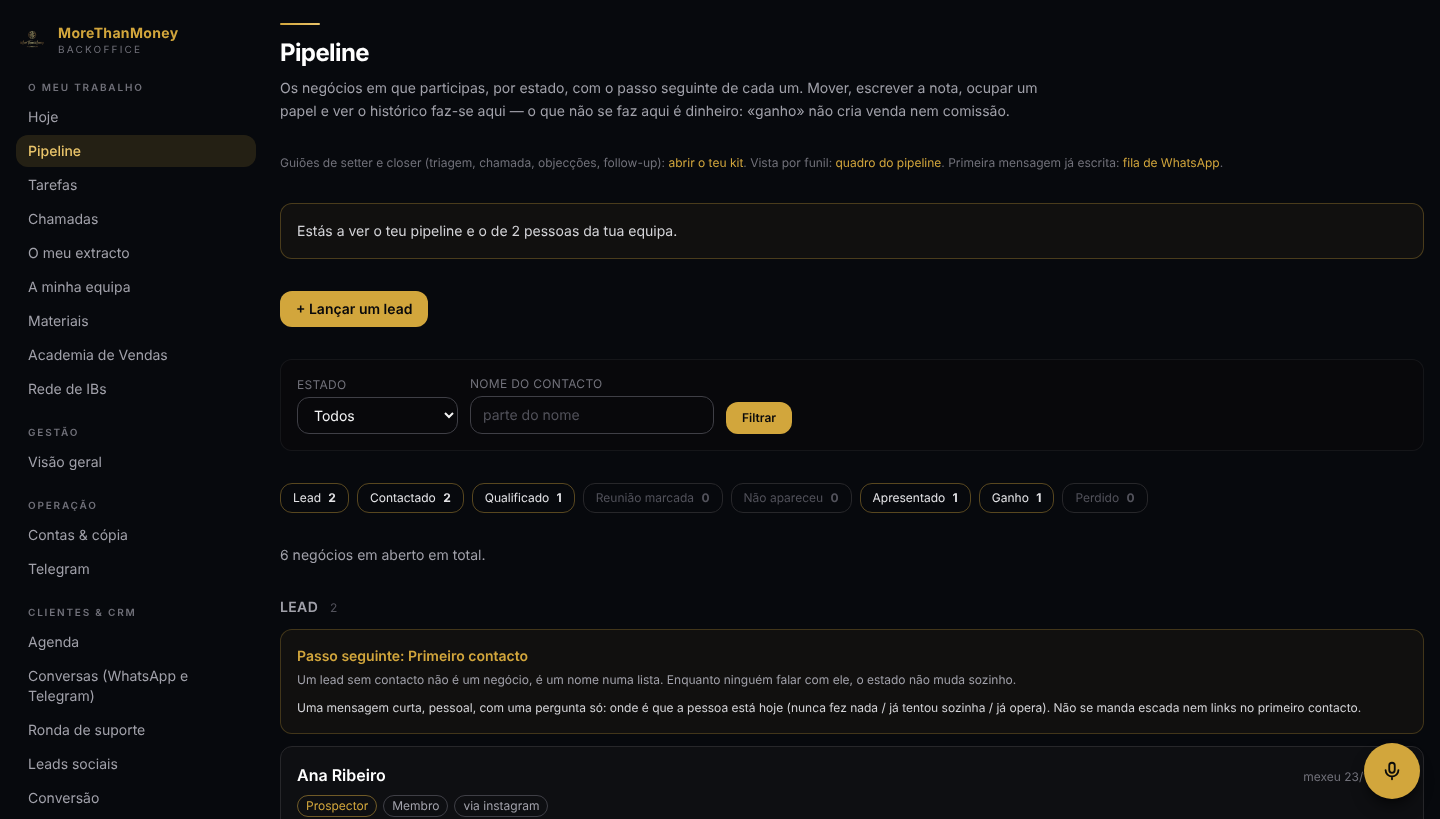 MoreThanMoney
BACKOFFICE
O MEU TRABALHO
Hoje
Pipeline
Tarefas
Chamadas
O meu extracto
A minha equipa
Materiais
Academia de Vendas
Rede de IBs
GESTÃO
Visão geral
OPERAÇÃO
Contas & cópia
Telegram
CLIENTES & CRM
Agenda
Conversas (WhatsApp e
Telegram)
Ronda de suporte
Leads sociais
Conversão
Pipeline
Os negócios em que participas, por estado, com o passo seguinte de cada um. Mover, escrever a nota, ocupar um
papel e ver o histórico faz-se aqui — o que não se faz aqui é dinheiro: «ganho» não cria venda nem comissão.
Guiões de setter e closer (triagem, chamada, objecções, follow-up): abrir o teu kit. Vista por funil: quadro do pipeline. Primeira mensagem já escrita: fila de WhatsApp.
Estás a ver o teu pipeline e o de 2 pessoas da tua equipa.
+ Lançar um lead
ESTADO
Todos
NOME DO CONTACTO
parte do nome
Filtrar
Lead 2
Contactado 2
Qualificado 1
Reunião marcada 0
Não apareceu 0
Apresentado 1
Ganho 1
Perdido 0
6 negócios em aberto em total.
LEAD 2
Passo seguinte: Primeiro contacto
Um lead sem contacto não é um negócio, é um nome numa lista. Enquanto ninguém falar com ele, o estado não muda sozinho.
Uma mensagem curta, pessoal, com uma pergunta só: onde é que a pessoa está hoje (nunca fez nada / já tentou sozinha / já opera). Não se manda escada nem links no primeiro contacto.
Ana Ribeiro
mexeu 23/
Prospector
Membro
via instagram